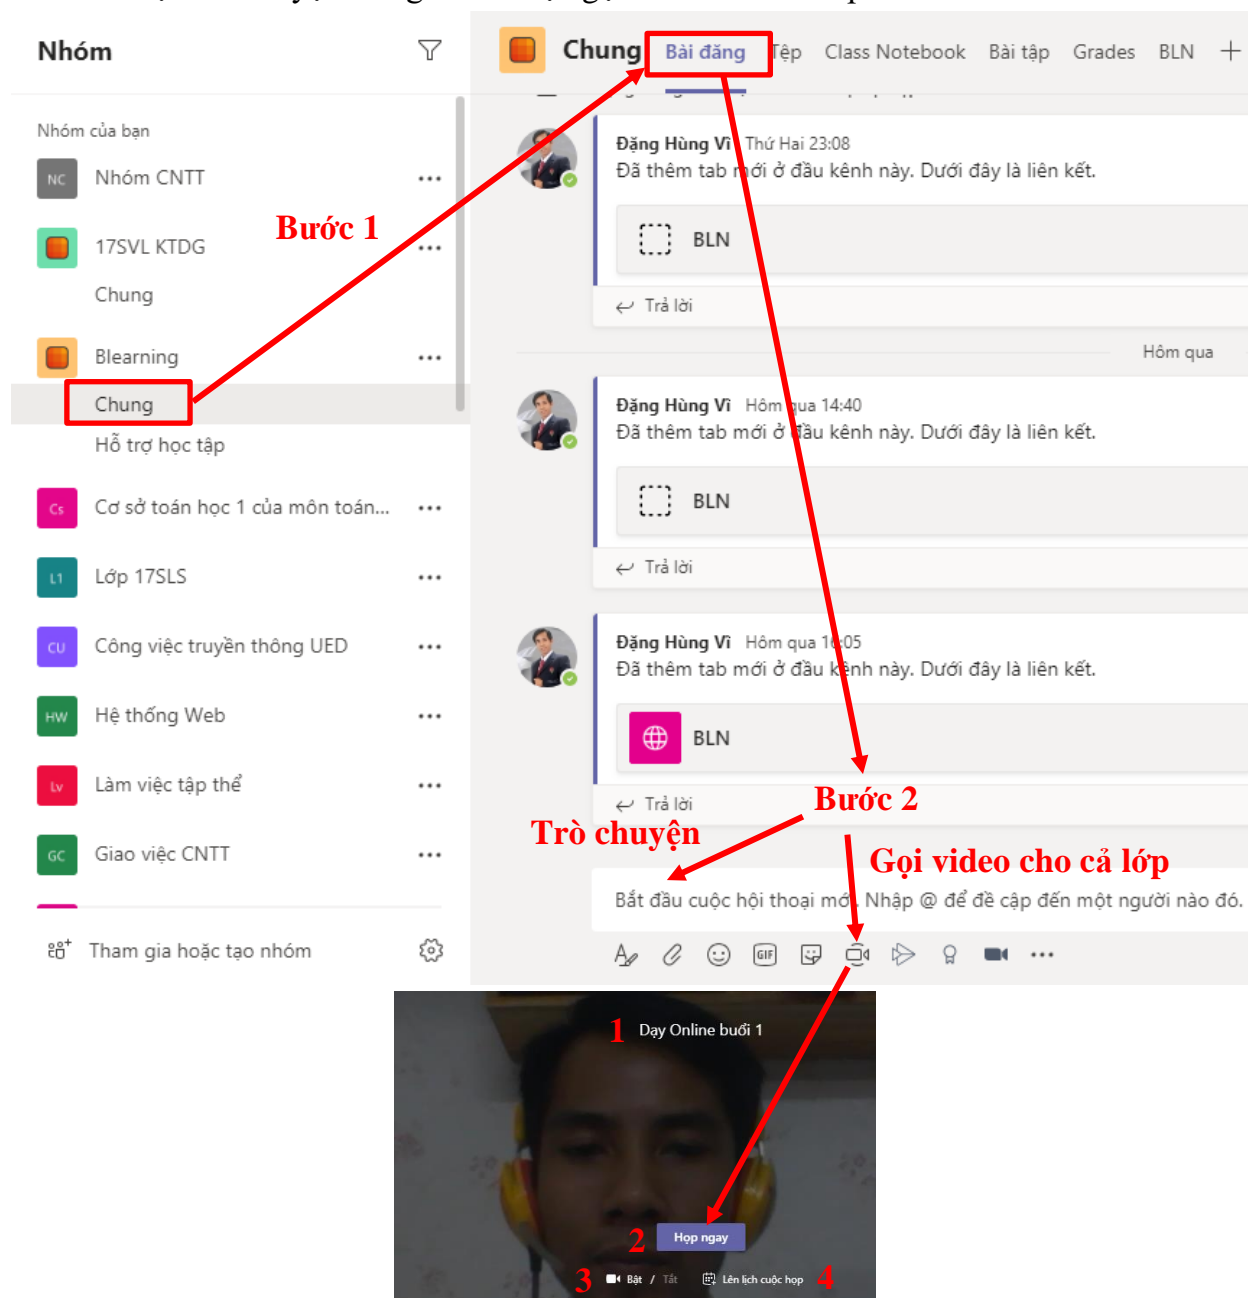 Nhóm
Chung Bài đăng Tệp Class Notebook Bài tập Grades BLN
Nhóm của bạn
NC Nhóm CNTT
17SVL KTDG
Chung
Blearning
Chung
Hỗ trợ học tập
Cs Cơ sở toán học 1 của môn toán...
L1 Lớp 17SLS
CU Công việc truyền thông UED
HW Hệ thống Web
Lv Làm việc tập thể
GC Giao việc CNTT
Tham gia hoặc tạo nhóm
Bước 1
Đặng Hùng Vĩ Thứ Hai 23:08
Đã thêm tab mới ở đầu kênh này. Dưới đây là liên kết.
BLN
Trả lời
Hôm qua
Đặng Hùng Vĩ Hôm qua 14:40
Đã thêm tab mới ở đầu kênh này. Dưới đây là liên kết.
BLN
Trả lời
Đặng Hùng Vĩ Hôm qua 16:05
Đã thêm tab mới ở đầu kênh này. Dưới đây là liên kết.
BLN
Trả lời
Bước 2
Trò chuyện
Gọi video cho cả lớp
Bắt đầu cuộc hội thoại mới. Nhập @ để đề cập đến một người nào đó.
GIF
1 Dạy Online buổi 1
2 Họp ngay
3 Bật / Tắt Lên lịch cuộc họp 4